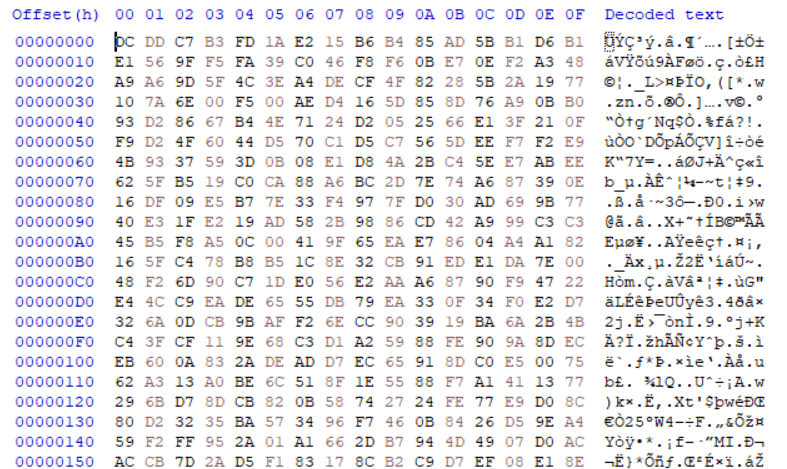 Offset(h) 00 01 02 03 04 05 06 07 08 09 0A 0B 0C 0D 0E 0F Decoded text
00000000 DC DD C7 B3 FD 1A E2 15 B6 B4 85 AD 5B B1 D6 B1 ÜÝÇ³ý.â.¶´….[±Ö±
00000010 E1 56 9F F5 FA 39 C0 46 F8 F6 0B E7 0E F2 A3 48 áVŸõú9ÀFøö.ç.ò£H
00000020 A9 A6 9D 5F 4C 3E A4 DE CF 4F 82 28 5B 2A 19 77 ©¦._L>¤ÞÏO‚([*.w
00000030 10 7A 6E 00 F5 00 AE D4 16 5D 85 8D 76 A9 0B B0 .zn.õ.®Ô.]….v©.°
00000040 93 D2 86 67 B4 4E 71 24 D2 05 25 66 E1 3F 21 0F “Ò†g´Nq$Ò.%fá?!.
00000050 F9 D2 4F 60 44 D5 70 C1 D5 C7 56 5D EE F7 F2 E9 ùÒO`DÕpÁÕÇV]î÷òé
00000060 4B 93 37 59 3D 0B 08 E1 D8 4A 2B C4 5E E7 AB EE K“7Y=..áØJ+Ä^ç«î
00000070 62 5F B5 19 C0 CA 88 A6 BC 2D 7E 74 A6 87 39 0E b_µ.ÀÊˆ¦¼-~t¦‡9.
00000080 16 DF 09 E5 B7 7E 33 F4 97 7F D0 30 AD 69 9B 77 .ß.å·~3ô—.Ð0.i›w
00000090 40 E3 1F E2 19 AD 58 2B 98 86 CD 42 A9 99 C3 C3 @ã.â..X+˜†ÍB©™ÃÃ
000000A0 45 B5 F8 A5 0C 00 41 9F 65 EA E7 86 04 A4 A1 82 Eµø¥..AŸeêç†.¤¡‚
000000B0 16 5F C4 78 B8 B5 1C 8E 32 CB 91 ED E1 DA 7E 00 ._Äx¸µ.Ž2Ë‘íáÚ~.
000000C0 48 F2 6D 90 C7 1D E0 56 E2 AA A6 87 90 F9 47 22 Hòm.Ç.àVâª¦‡.ùG"
000000D0 E4 4C C9 EA DE 65 55 DB 79 EA 33 0F 34 F0 E2 D7 äLÉêÞeUÛyê3.4ðâ×
000000E0 32 6A 0D CB 9B AF F2 6E CC 90 39 19 BA 6A 2B 4B 2j.Ë›¯ònÌ.9.ºj+K
000000F0 C4 3F CF 11 9E 68 C3 D1 A2 59 88 FE 90 9A 8D EC Ä?Ï.žhÃÑ¢Yˆþ.š.ì
00000100 EB 60 0A 83 2A DE AD D7 EC 65 91 8D C0 E5 00 75 ë`.ƒ*Þ.×ìe‘.Àå.u
00000110 62 A3 13 A0 BE 6C 51 8F 1E 55 88 F7 A1 41 13 77 b£. ¾lQ..Uˆ÷¡A.w
00000120 29 6B D7 8D CB 82 0B 58 74 27 24 FE 77 E9 D0 8C )k×.Ë‚.Xt'$þwéÐŒ
00000130 80 D2 32 35 BA 57 34 96 F7 46 0B 84 26 D5 9E A4 €Ò25ºW4–÷F.„&Õž¤
00000140 59 F2 FF 95 2A 01 A1 66 2D B7 94 4D 49 07 D0 AC Yòÿ•*.¡f-·”MI.Ð¬
00000150 AC CB 7D 2A D5 F1 83 17 8C B2 C9 D7 EF 08 E1 8E ¬Ë}*Õñƒ.Œ²É×ï.áŽ